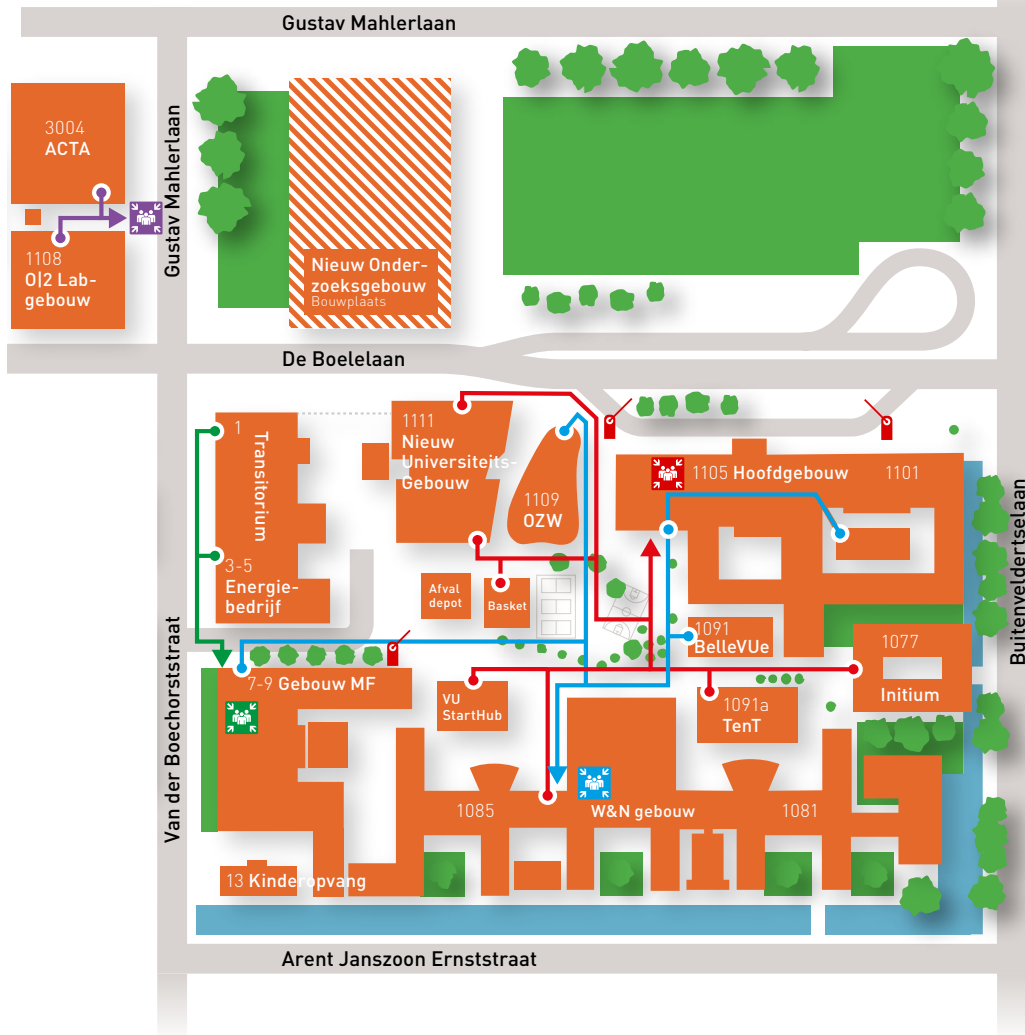 Gustav Mahlerlaan
3004
ACTA
Gustav Mahlerlaan
1108
O|2 Lab-
gebouw
Nieuw Onder-
zoeksgebouw
Bouwplaats
De Boelelaan
1
Transitorium
3-5
Energie-
bedrijf
1111
Nieuw
Universiteits-
Gebouw
1109
OZW
1105 Hoofdgebouw
1101
Afval
depot
Basket
1091
BelleVUe
1077
Initium
Buitenveldertselaan
Van der Boechorststraat
7-9 Gebouw MF
VU
StartHub
1091a
TenT
1085
W&N gebouw
1081
13 Kinderopvang
Arent Janszoon Ernststraat